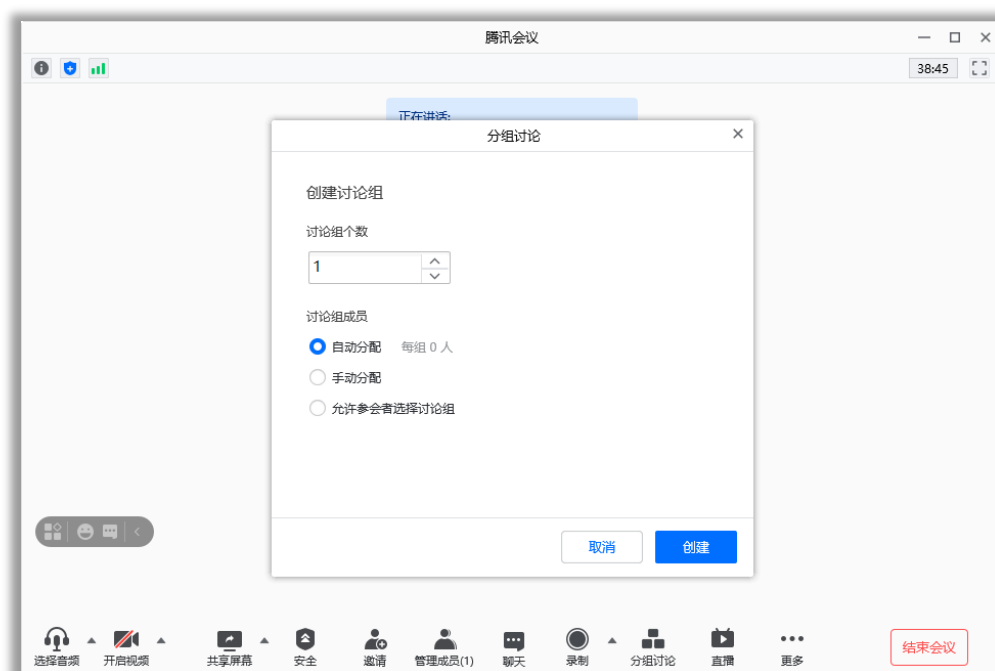 腾讯会议
38:45
正在讲话:
分组讨论
创建讨论组
讨论组个数
1
讨论组成员
自动分配 每组 0 人
手动分配
允许参会者选择讨论组
取消 创建
选择音频 开启视频 共享屏幕 安全 邀请 管理成员(1) 聊天 录制 分组讨论 直播 更多 结束会议